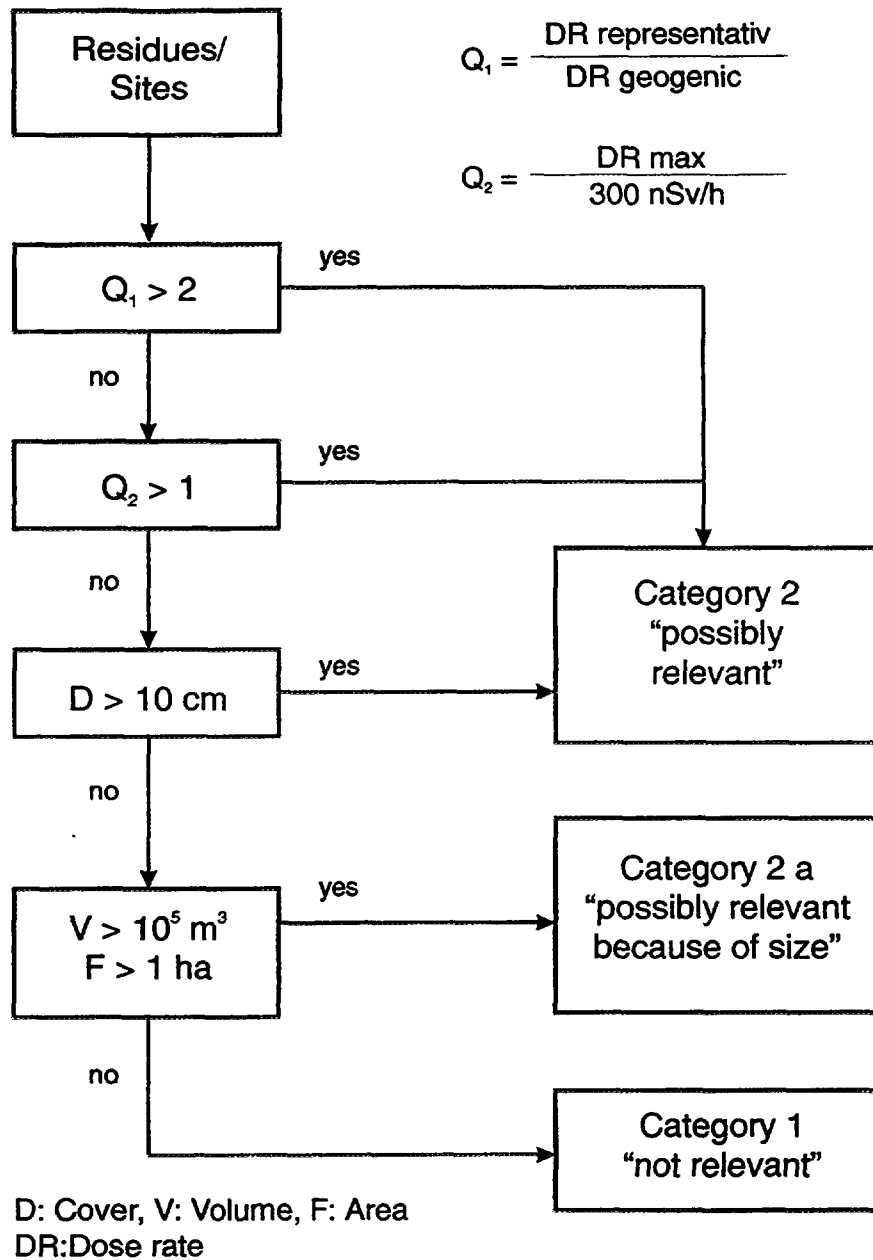 Residues/
Sites
Q₁ = DR representativ
DR geogenic
Q₂ = DR max
300 nSv/h
Q₁ > 2
yes
no
Q₂ > 1
yes
no
D > 10 cm
yes
no
Category 2
“possibly
relevant”
V > 10⁵ m³
F > 1 ha
yes
no
Category 2 a
“possibly relevant
because of size”
Category 1
“not relevant”
D: Cover, V: Volume, F: Area
DR:Dose rate